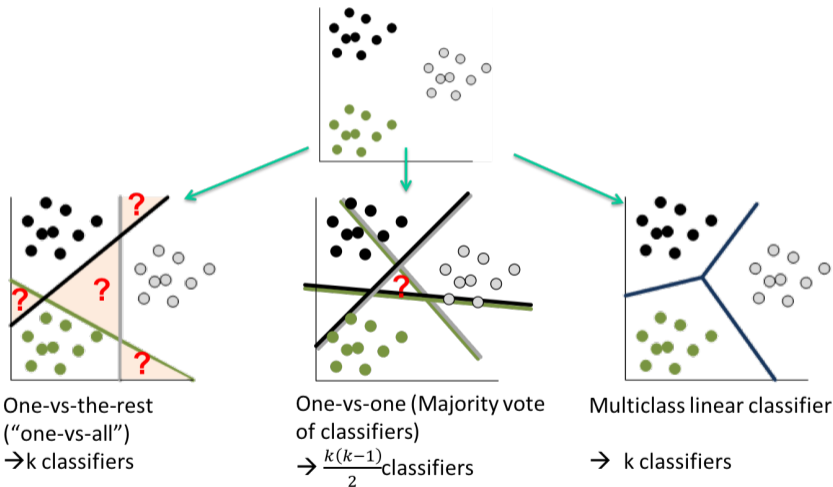 ?
?
?
?
?
One-vs-the-rest
(“one-vs-all”)
→k classifiers
One-vs-one (Majority vote
of classifiers)
→ k(k−1)/2 classifiers
Multiclass linear classifier
→ k classifiers